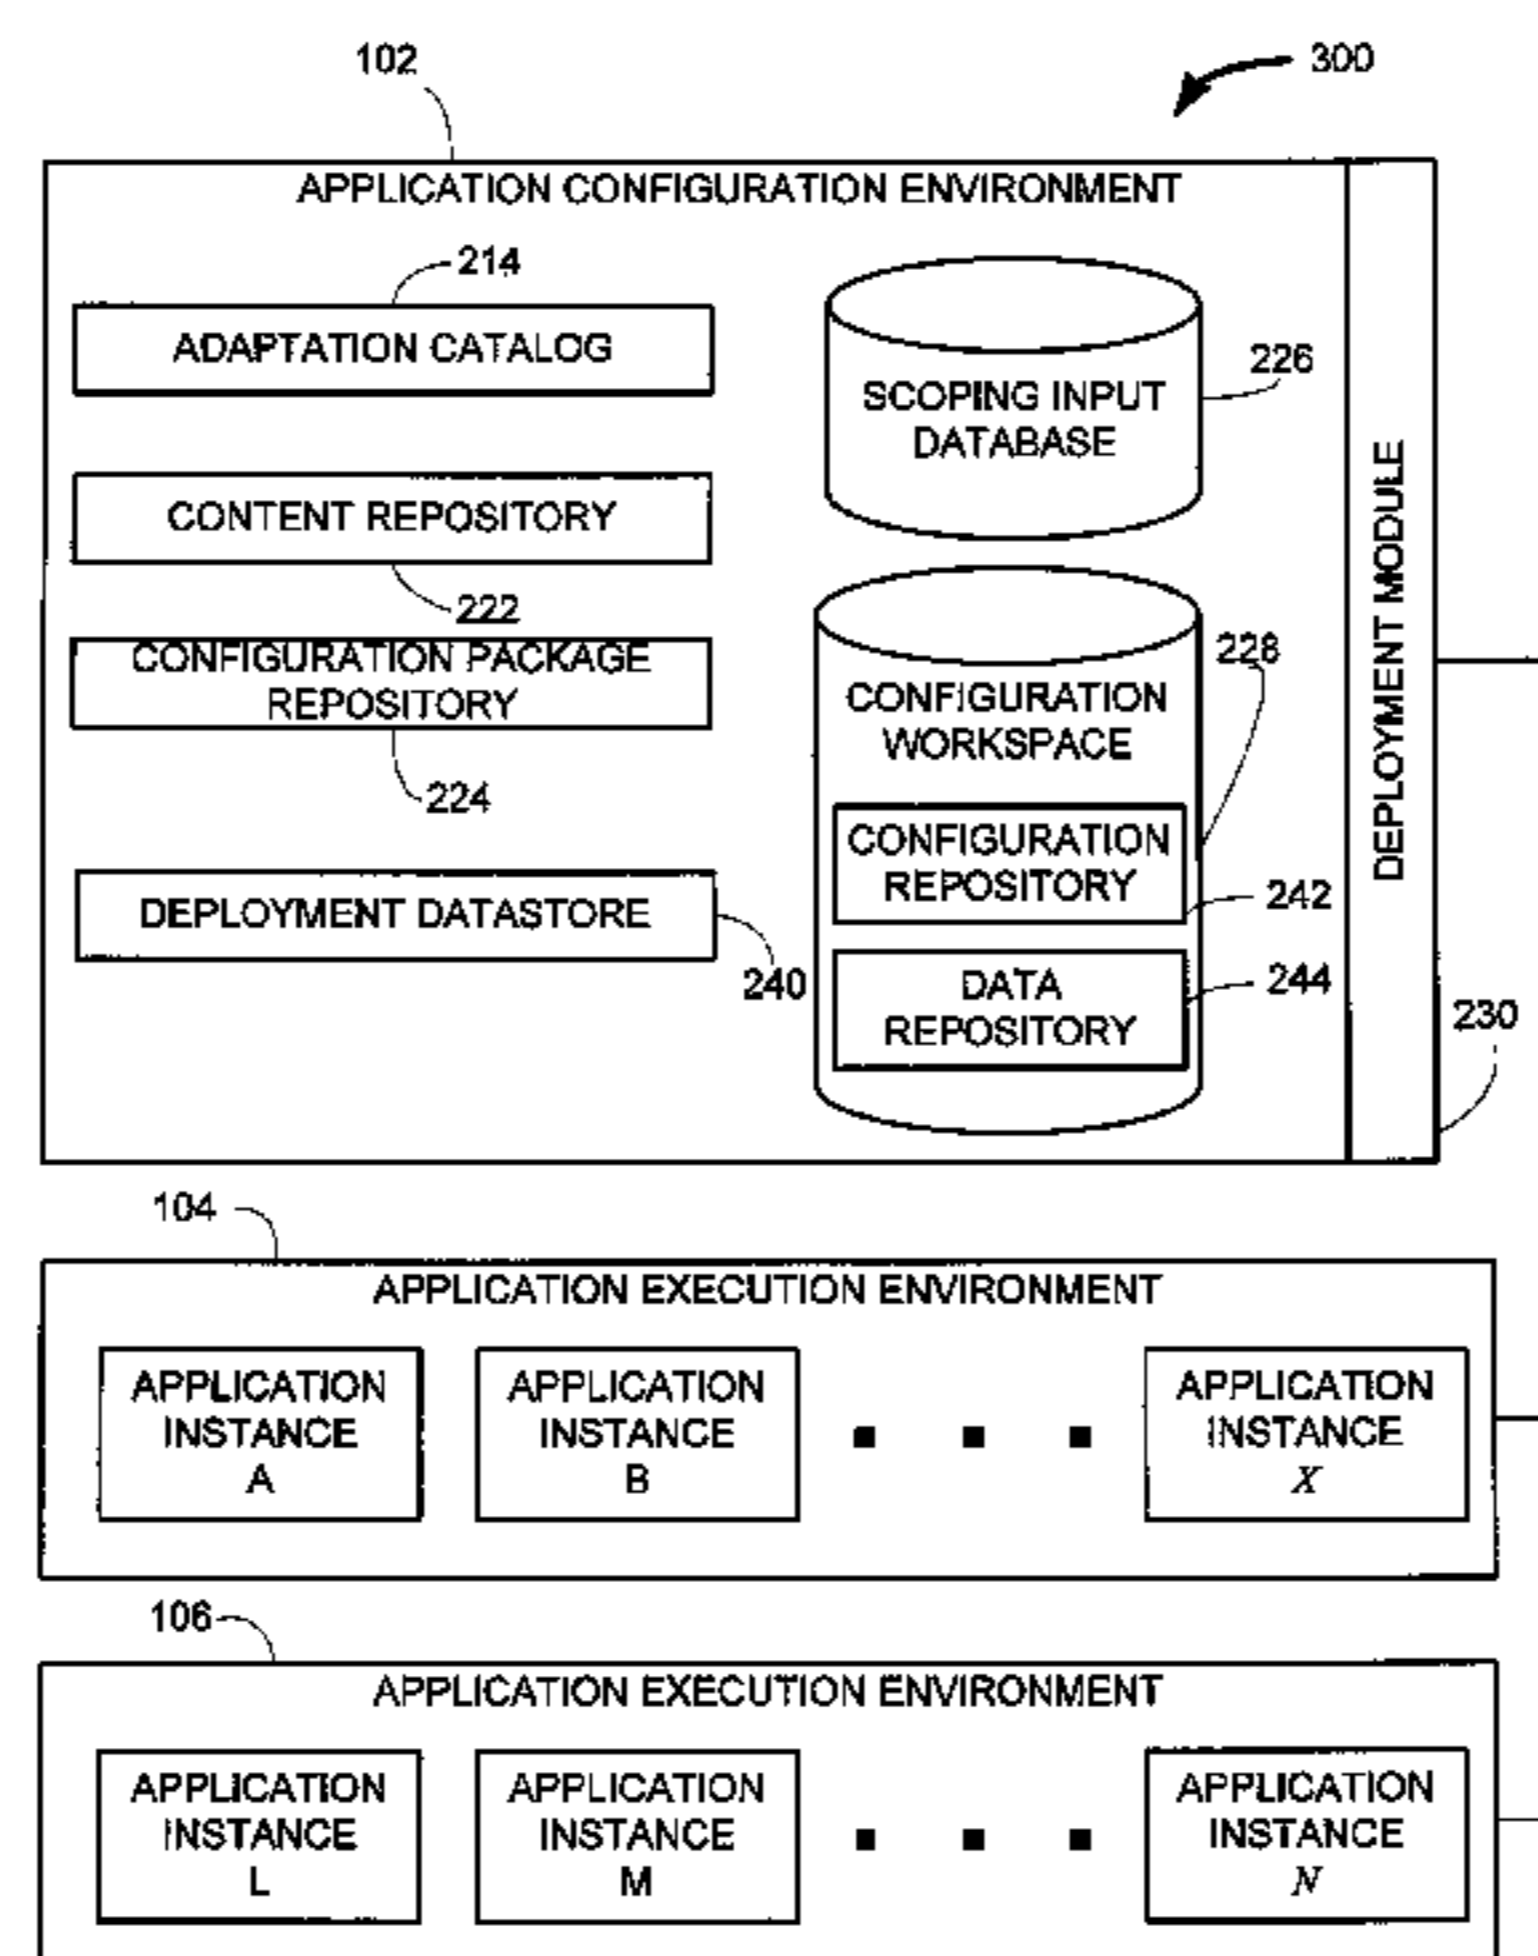 102
300
APPLICATION CONFIGURATION ENVIRONMENT
214
ADAPTATION CATALOG
CONTENT REPOSITORY
222
CONFIGURATION PACKAGE
REPOSITORY
224
DEPLOYMENT DATASTORE
240
SCOPING INPUT
DATABASE
226
CONFIGURATION
WORKSPACE
228
CONFIGURATION
REPOSITORY
242
DATA
REPOSITORY
244
DEPLOYMENT MODULE
230
104
APPLICATION EXECUTION ENVIRONMENT
APPLICATION
INSTANCE
A
APPLICATION
INSTANCE
B
APPLICATION
INSTANCE
X
106
APPLICATION EXECUTION ENVIRONMENT
APPLICATION
INSTANCE
L
APPLICATION
INSTANCE
M
APPLICATION
INSTANCE
N